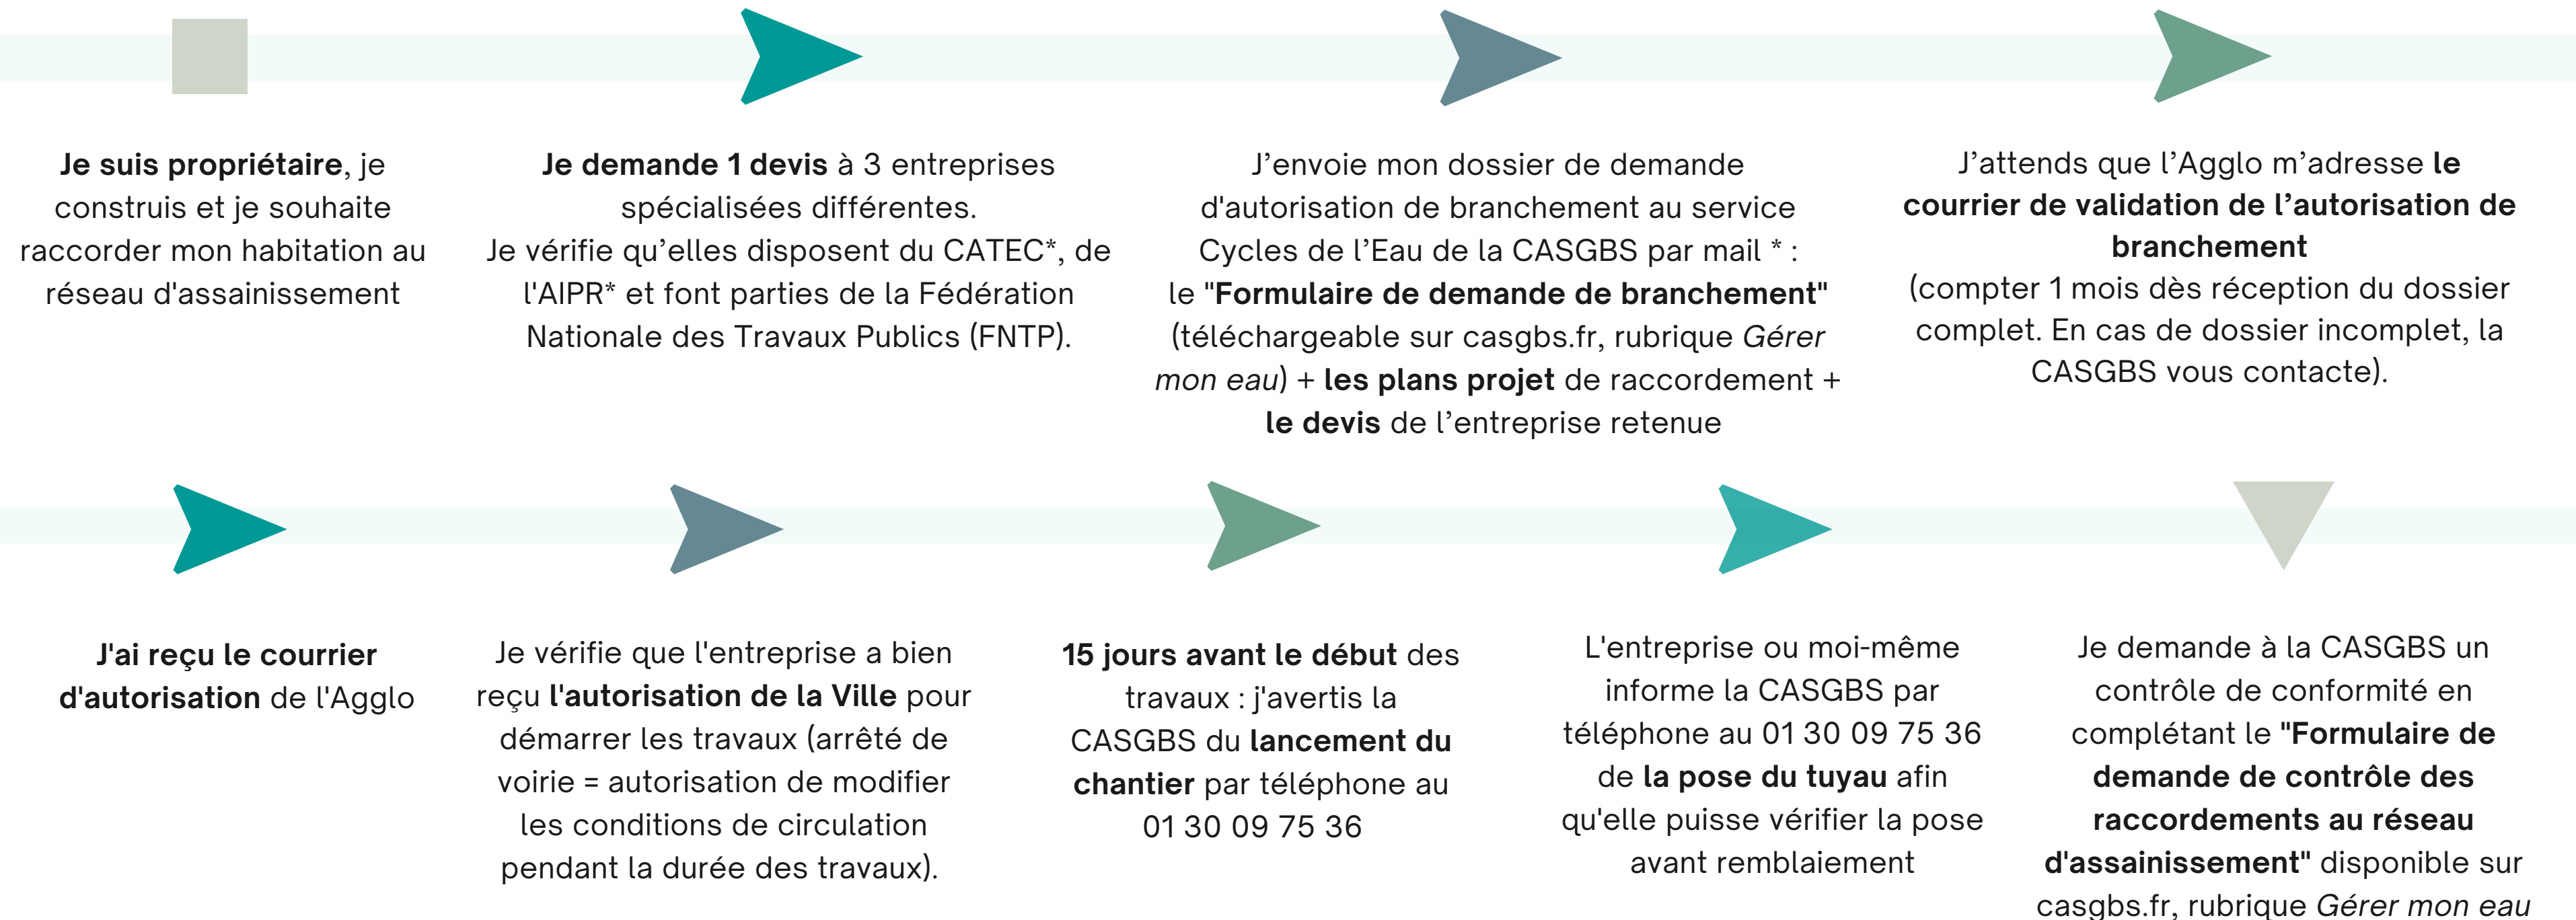 Je suis propriétaire, je
construis et je souhaite
raccorder mon habitation au
réseau d'assainissement
Je demande 1 devis à 3 entreprises
spécialisées différentes.
Je vérifie qu’elles disposent du CATEC*, de
l'AIPR* et font parties de la Fédération
Nationale des Travaux Publics (FNTP).
J’envoie mon dossier de demande
d'autorisation de branchement au service
Cycles de l’Eau de la CASGBS par mail * :
le "Formulaire de demande de branchement"
(téléchargeable sur casgbs.fr, rubrique Gérer
mon eau) + les plans projet de raccordement +
le devis de l’entreprise retenue
J’attends que l’Agglo m’adresse le
courrier de validation de l’autorisation de
branchement
(compter 1 mois dès réception du dossier
complet. En cas de dossier incomplet, la
CASGBS vous contacte).
J'ai reçu le courrier
d'autorisation de l'Agglo
Je vérifie que l'entreprise a bien
reçu l'autorisation de la Ville pour
démarrer les travaux (arrêté de
voirie = autorisation de modifier
les conditions de circulation
pendant la durée des travaux).
15 jours avant le début des
travaux : j'avertis la
CASGBS du lancement du
chantier par téléphone au
01 30 09 75 36
L'entreprise ou moi-même
informe la CASGBS par
téléphone au 01 30 09 75 36
de la pose du tuyau afin
qu'elle puisse vérifier la pose
avant remblaiement
Je demande à la CASGBS un
contrôle de conformité en
complétant le "Formulaire de
demande de contrôle des
raccordements au réseau
d'assainissement" disponible sur
casgbs.fr, rubrique Gérer mon eau